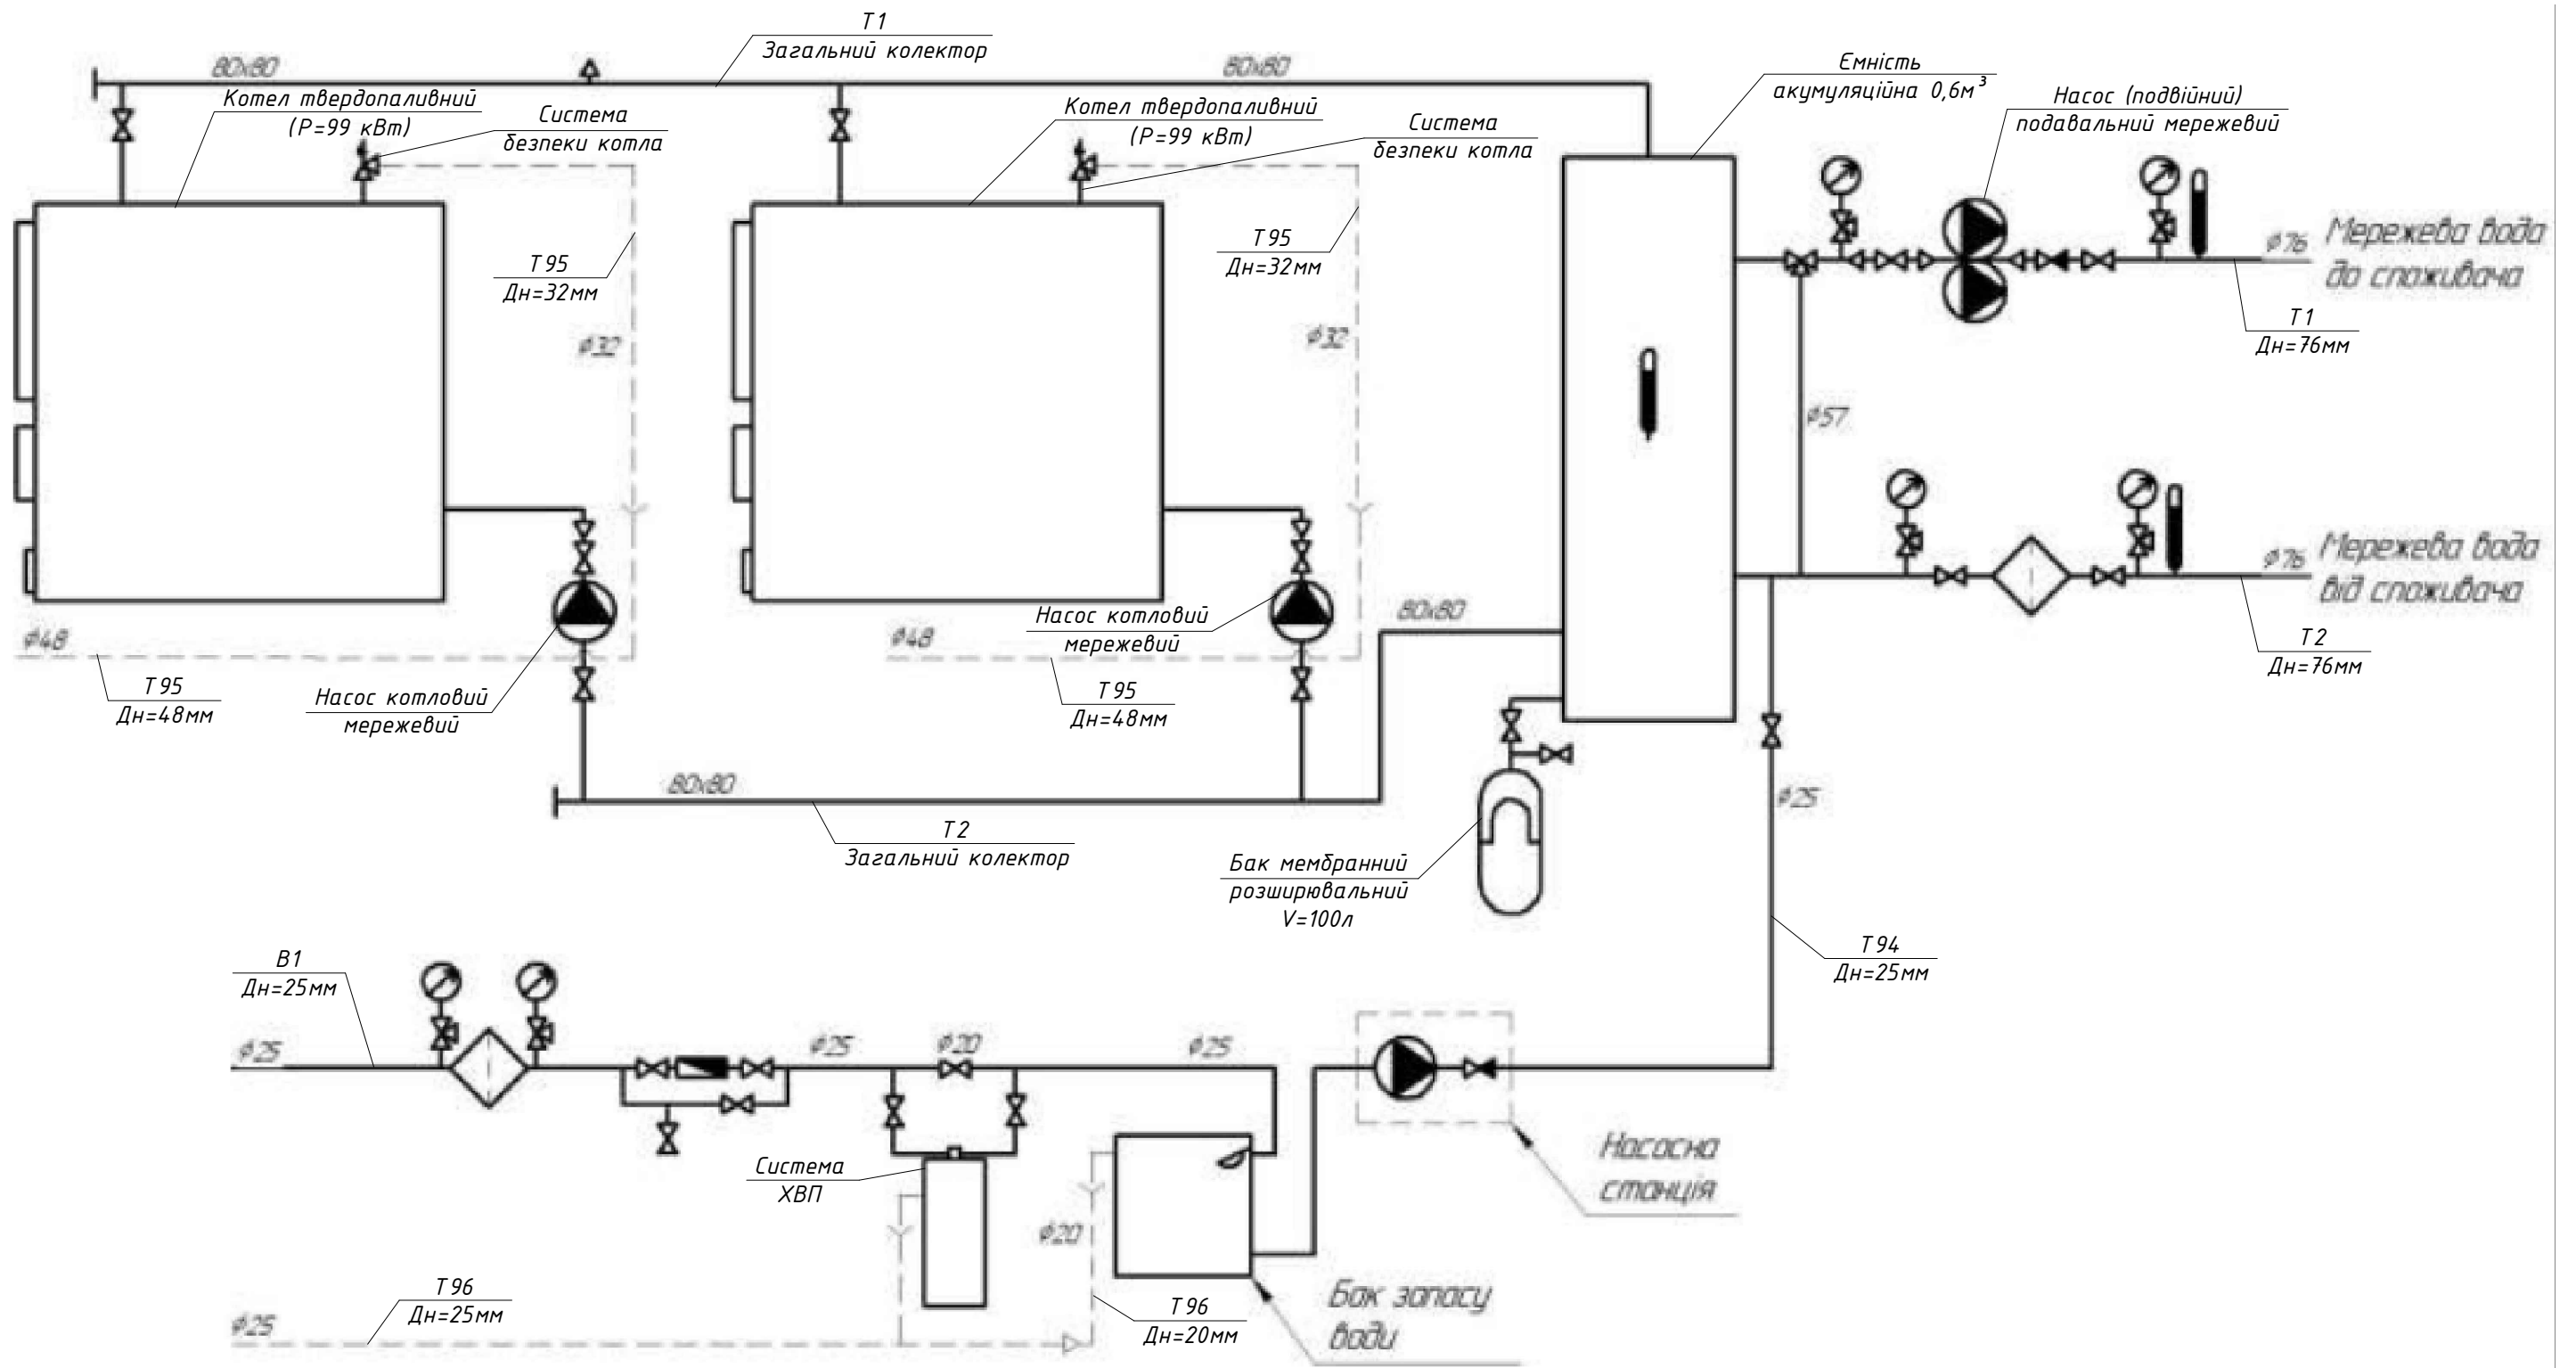 Т1
Загальний колектор
80х80
80х80
Котел твердопаливний
(Р=99 кВт)
Система
безпеки котла
Котел твердопаливний
(Р=99 кВт)
Система
безпеки котла
Ємність
акумуляційна 0,6м³
Насос (подвійний)
подавальний мережевий
Т95
Дн=32мм
Т95
Дн=32мм
ф32
ф32
ф76
Мережева вода
до споживача
Т1
Дн=76мм
ф57
ф76
Мережева вода
від споживача
Т2
Дн=76мм
ф48
Т95
Дн=48мм
Насос котловий
мережевий
ф48
Насос котловий
мережевий
Т95
Дн=48мм
80х80
80х80
Т2
Загальний колектор
ф25
Бак мембранний
розширювальний
V=100л
Т94
Дн=25мм
В1
Дн=25мм
ф25
ф25
ф20
ф25
Система
ХВП
Насосна
станція
ф20
Т96
Дн=25мм
ф25
Т96
Дн=20мм
Бак запасу
води